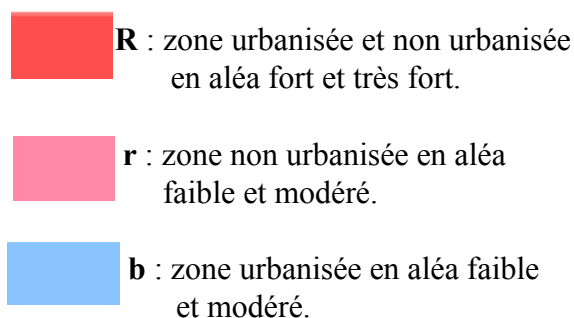 R : zone urbanisée et non urbanisée
en aléa fort et très fort.
r : zone non urbanisée en aléa
faible et modéré.
b : zone urbanisée en aléa faible
et modéré.